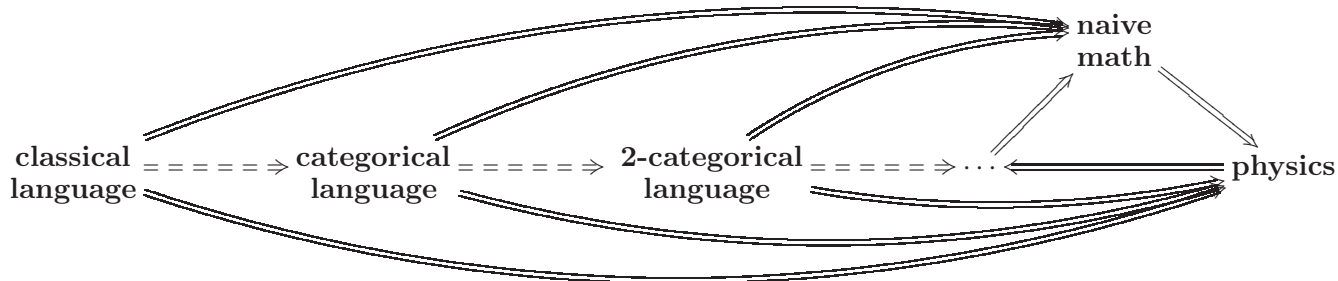 naive
math
classical
language
categorical
language
2-categorical
language
···
physics